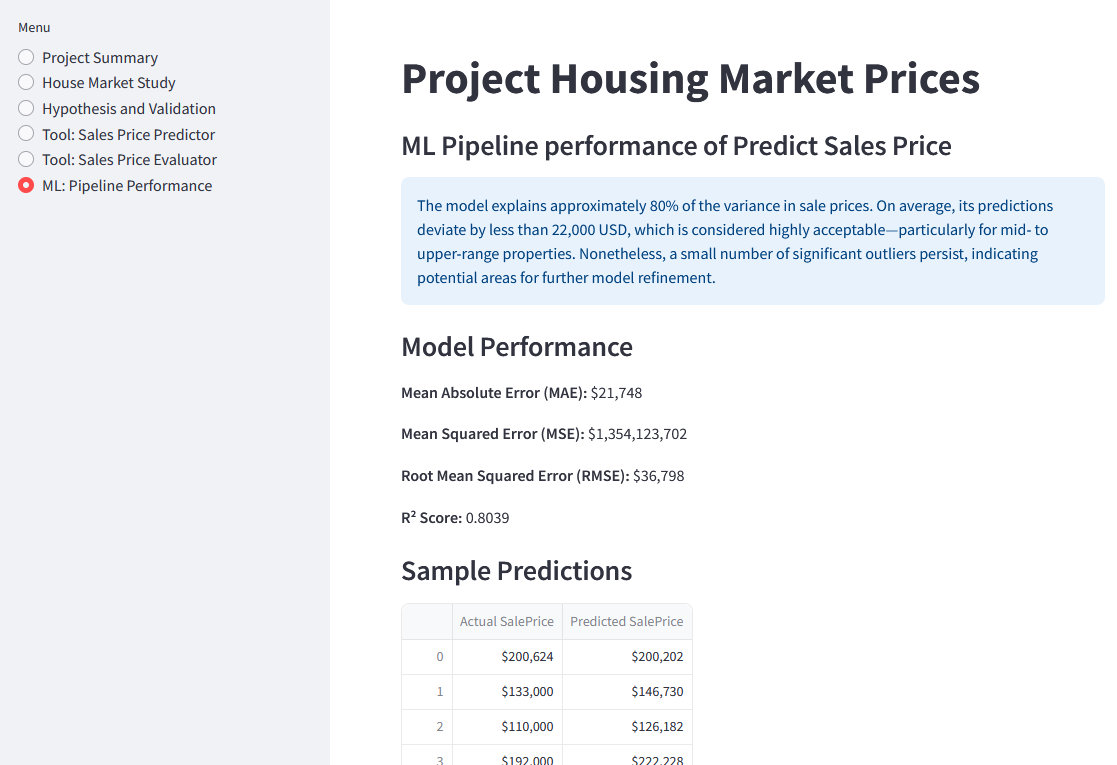 Menu
Project Summary
House Market Study
Hypothesis and Validation
Tool: Sales Price Predictor
Tool: Sales Price Evaluator
ML: Pipeline Performance
Project Housing Market Prices
ML Pipeline performance of Predict Sales Price
The model explains approximately 80% of the variance in sale prices. On average, its predictions
deviate by less than 22,000 USD, which is considered highly acceptable—particularly for mid- to
upper-range properties. Nonetheless, a small number of significant outliers persist, indicating
potential areas for further model refinement.
Model Performance
Mean Absolute Error (MAE): $21,748
Mean Squared Error (MSE): $1,354,123,702
Root Mean Squared Error (RMSE): $36,798
R² Score: 0.8039
Sample Predictions
Actual SalePrice Predicted SalePrice
0 $200,624 $200,202
1 $133,000 $146,730
2 $110,000 $126,182
3 $192,000 $222,228